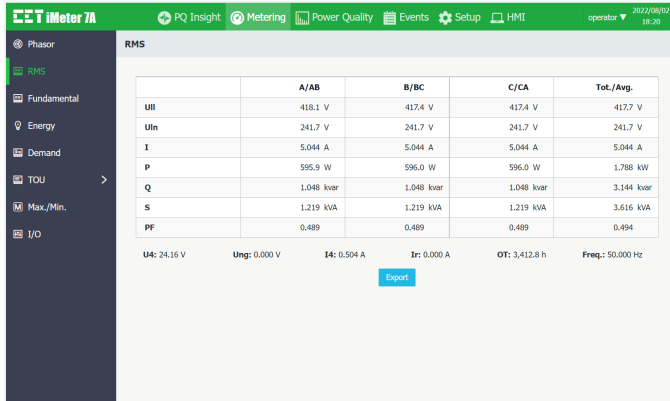 CET iMeter 7A
PQ Insight Metering Power Quality Events Setup HMI operator ▼ 2022/08/02 18:20
Phasor
RMS
Fundamental
Energy
Demand
TOU >
M Max./Min.
I/O
RMS
A/AB B/BC C/CA Tot./Avg.
Ull 418.1 V 417.4 V 417.4 V 417.7 V
Uln 241.7 V 241.7 V 241.7 V 241.7 V
I 5.044 A 5.044 A 5.044 A 5.044 A
P 595.9 W 596.0 W 596.0 W 1.788 kW
Q 1.048 kvar 1.048 kvar 1.048 kvar 3.144 kvar
S 1.219 kVA 1.219 kVA 1.219 kVA 3.616 kVA
PF 0.489 0.489 0.489 0.494
U4: 24.16 V Ung: 0.000 V I4: 0.504 A Ir: 0.000 A OT: 3,412.8 h Freq.: 50.000 Hz
Export